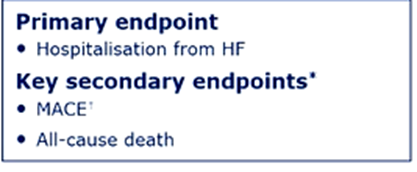 Primary endpoint
• Hospitalisation from HF
Key secondary endpoints*
• MACE†
• All-cause death